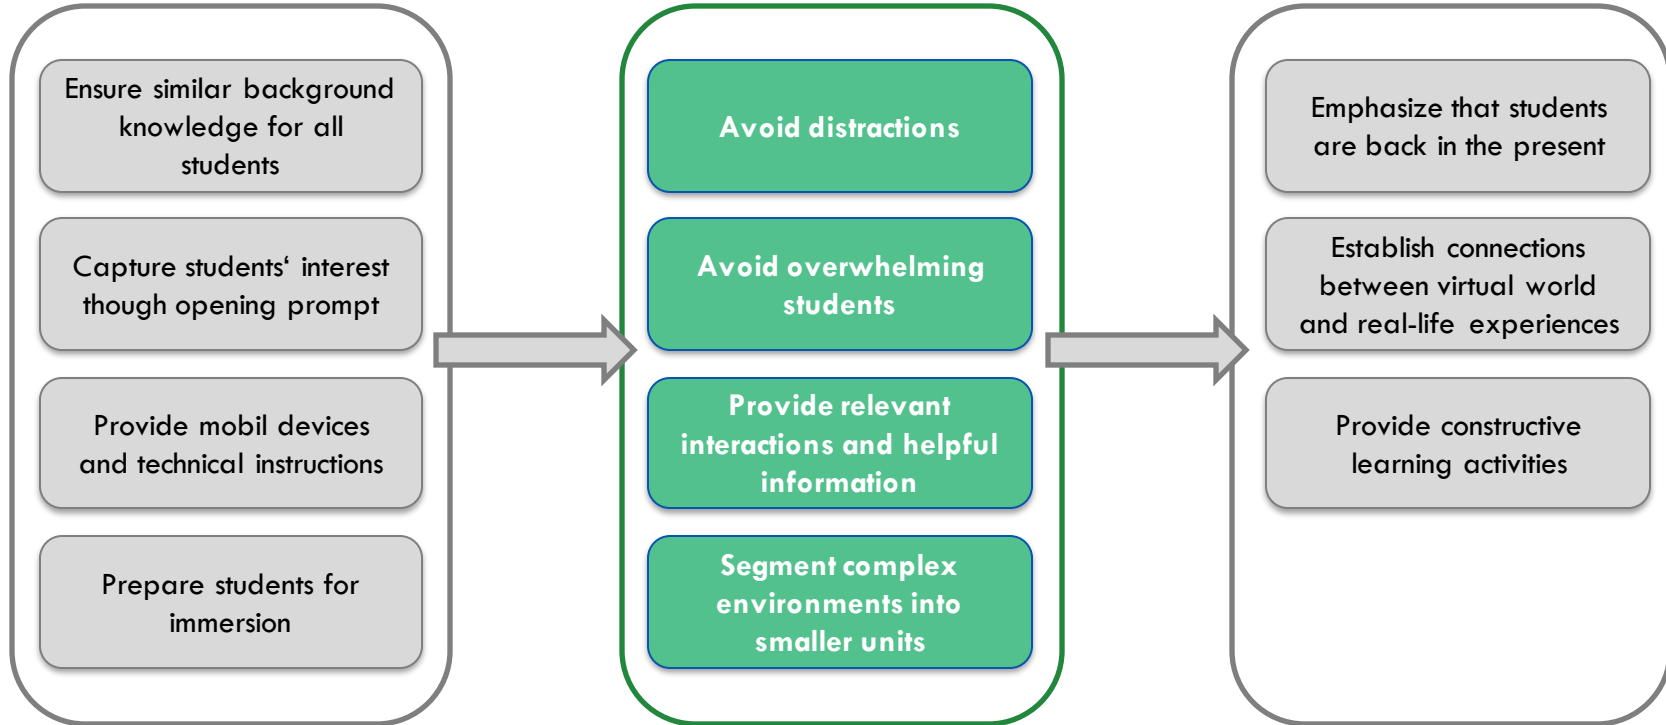 Ensure similar background
knowledge for all
students
Capture students‘ interest
though opening prompt
Provide mobil devices
and technical instructions
Prepare students for
immersion
Avoid distractions
Avoid overwhelming
students
Provide relevant
interactions and helpful
information
Segment complex
environments into
smaller units
Emphasize that students
are back in the present
Establish connections
between virtual world
and real-life experiences
Provide constructive
learning activities